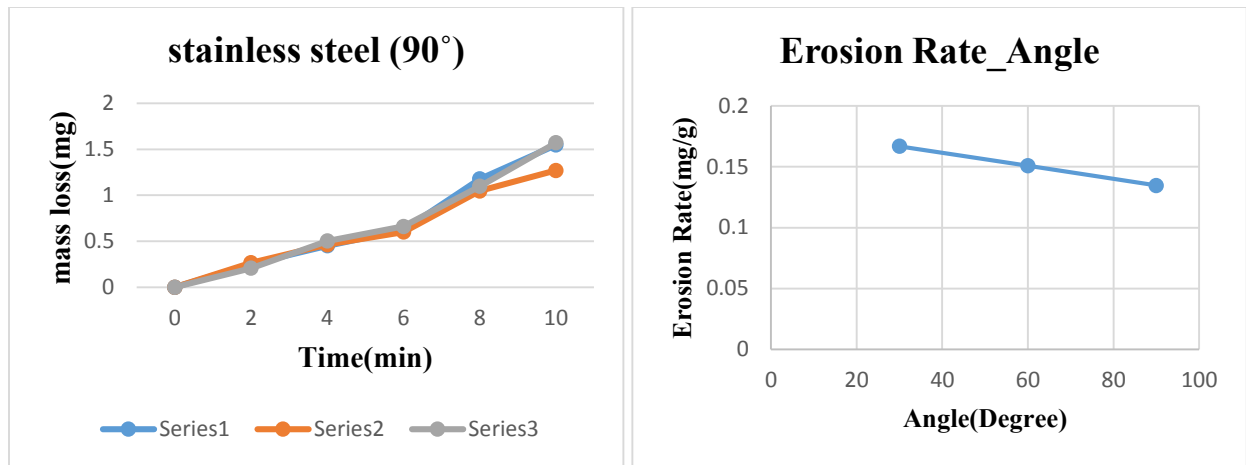 stainless steel (90˚)
mass loss(mg)
2
1.5
1
0.5
0
0 2 4 6 8 10
Time(min)
Series1 Series2 Series3
Erosion Rate_Angle
Erosion Rate(mg/g)
0.2
0.15
0.1
0.05
0
0 20 40 60 80 100
Angle(Degree)